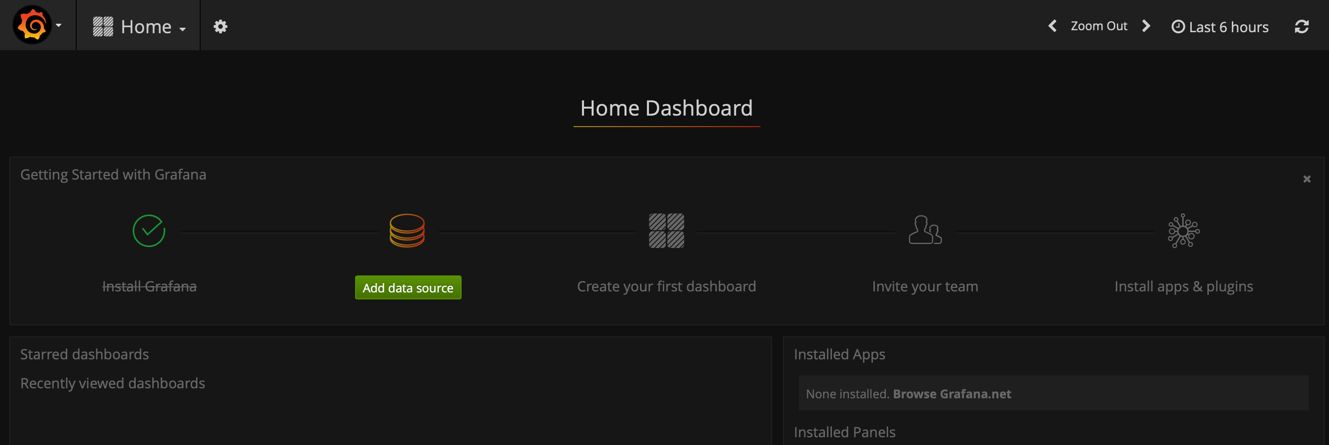 Home
Zoom Out
Last 6 hours
Home Dashboard
Getting Started with Grafana
Install Grafana
Add data source
Create your first dashboard
Invite your team
Install apps & plugins
Starred dashboards
Recently viewed dashboards
Installed Apps
None installed. Browse Grafana.net
Installed Panels